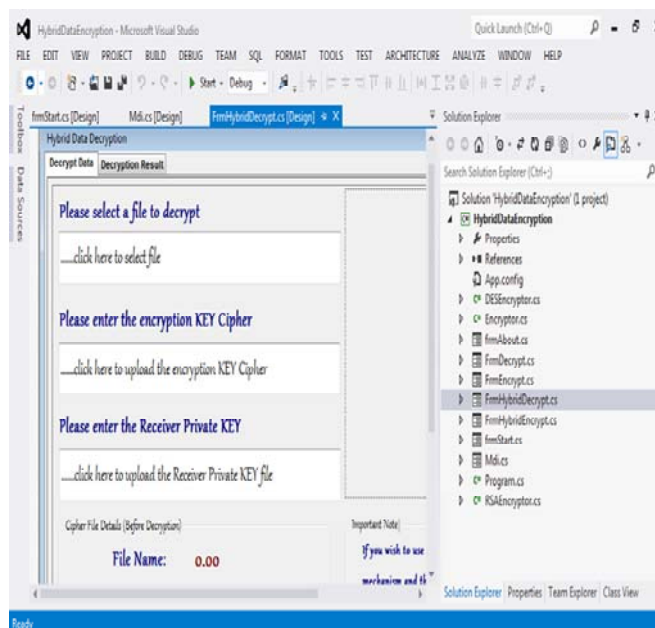 HybridDataEncryption - Microsoft Visual Studio
Quick Launch (Ctrl+Q)
FILE EDIT VIEW PROJECT BUILD DEBUG TEAM SQL FORMAT TOOLS TEST ARCHITECTURE ANALYZE WINDOW HELP
Start - Debug
Toolbox
Data Sources
frmStart.cs [Design]
Mdi.cs [Design]
FrmHybridDecrypt.cs [Design]
Hybrid Data Decryption
Decrypt Data
Decryption Result
Please select a file to decrypt
.....click here to select file
Please enter the encryption KEY Cipher
.....click here to upload the encryption KEY Cipher
Please enter the Receiver Private KEY
.....click here to upload the Receiver Private KEY file
Cipher File Details (Before Decryption)
File Name: 0.00
Important Note|
If you wish to use
mechanism and th
Solution Explorer
Search Solution Explorer (Ctrl+;)
Solution 'HybridDataEncryption' (1 project)
HybridDataEncryption
Properties
References
App.config
DESEncryptor.cs
Encryptor.cs
frmAbout.cs
FrmDecrypt.cs
FrmEncrypt.cs
FrmHybridDecrypt.cs
FrmHybridEncrypt.cs
frmStart.cs
Mdi.cs
Program.cs
RSAEncryptor.cs
Solution Explorer Properties Team Explorer Class View
Ready